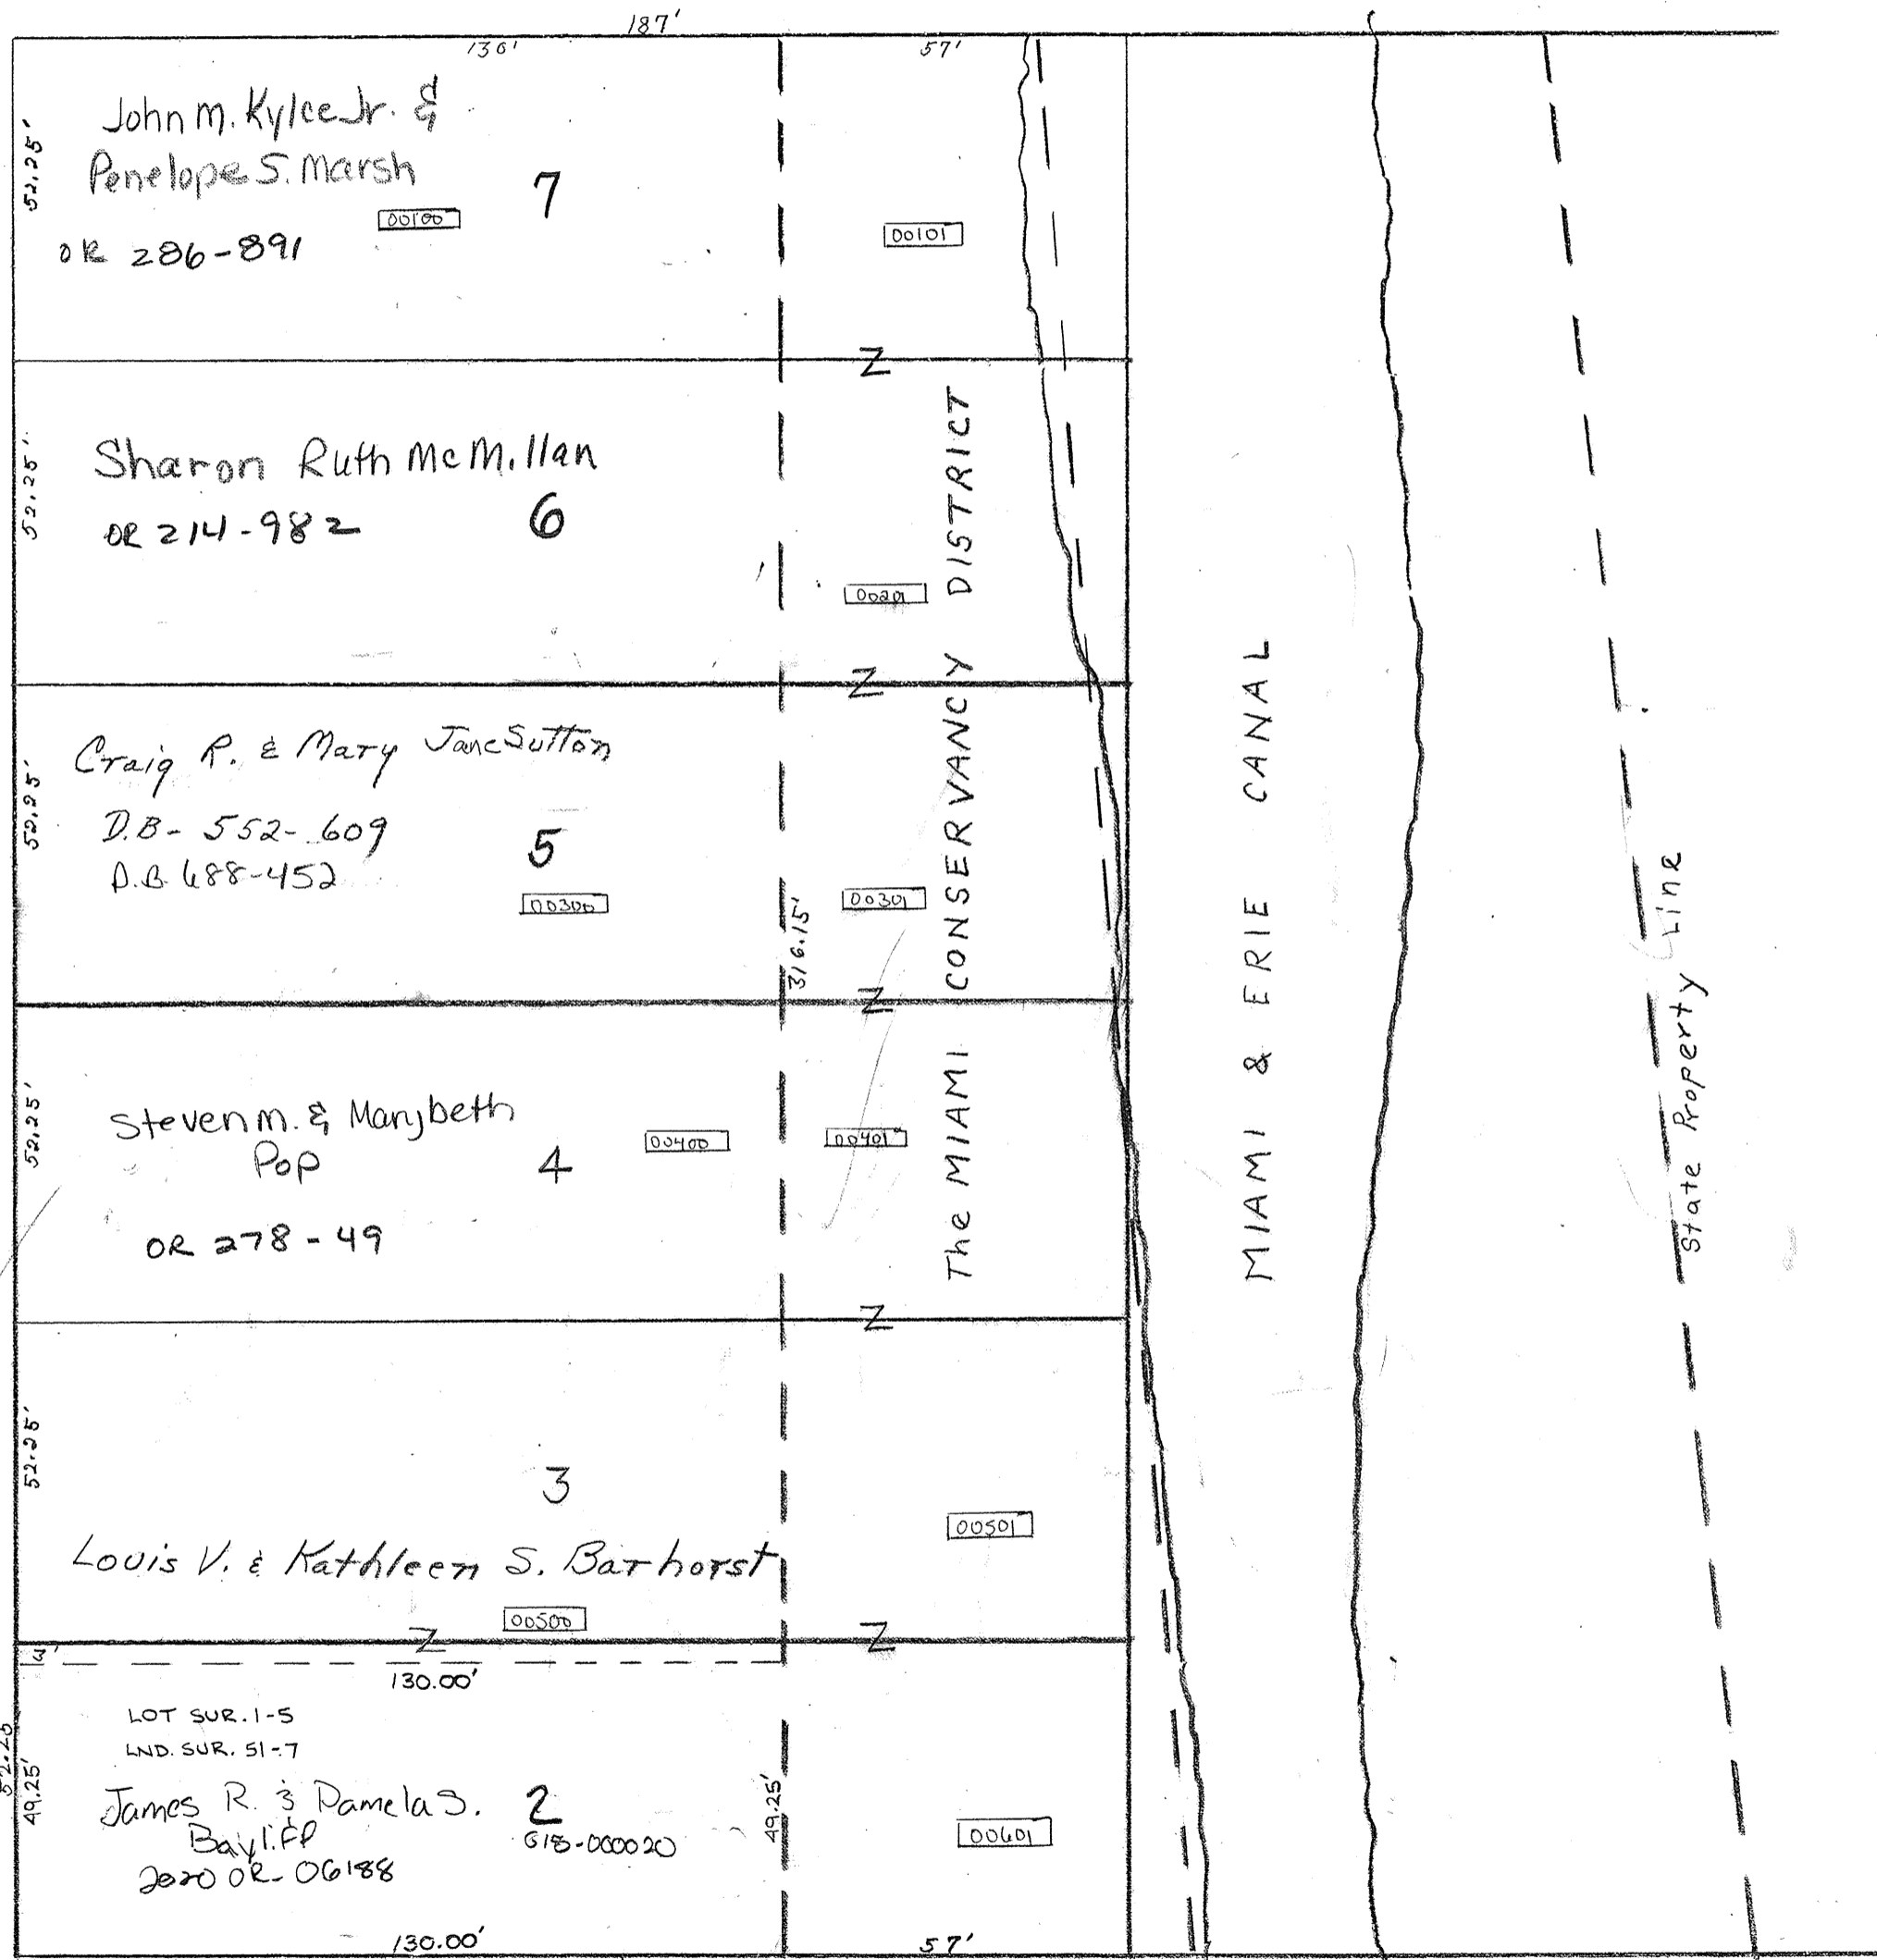 187'
130'
57'
John M. Kylee Jr. &
Penelope S. Marsh
7
00100
OR 286-891
52.25'
00101
Z
Sharon Ruth McMillan
OR 214-982
6
52.25'
00201
Z
Craig R. & Mary Jane Sutton
D.B- 552-609
D.B. 688-452
5
00300
52.25'
316.15'
00301
Z
Steven M. & Marybeth
Pop
4
00400
OR 278-49
52.25'
00401
Z
The MIAMI CONSERVANCY DISTRICT
MIAMI & ERIE CANAL
State Property Line
3
52.25'
Louis V. & Kathleen S. Barhorst
00500
00501
Z
Z
3'
130.00'
LOT SUR. 1-5
LND. SUR. 51-7
James R. & Pamela S.
Bayliff
2020 OR-06188
2
G18-000020
52.25
49.25'
49.25'
00601
130.00'
57'